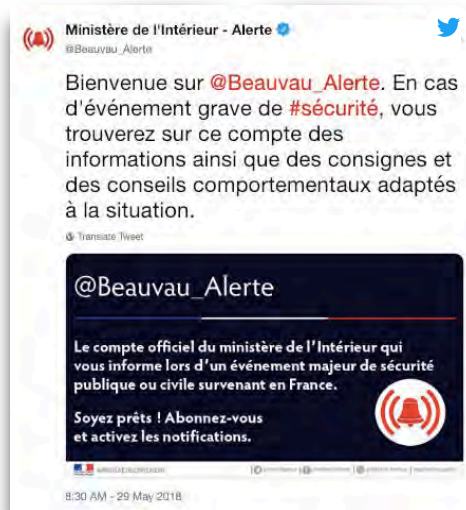 Ministère de l'Intérieur - Alerte
@Beauvau_Alerte
Bienvenue sur @Beauvau_Alerte. En cas
d'événement grave de #sécurité, vous
trouverez sur ce compte des
informations ainsi que des consignes et
des conseils comportementaux adaptés
à la situation.
Translate Tweet
@Beauvau_Alerte
Le compte officiel du ministère de l'Intérieur qui
vous informe lors d'un événement majeur de sécurité
publique ou civile survenant en France.
Soyez prêts ! Abonnez-vous
et activez les notifications.
8:30 AM - 29 May 2018